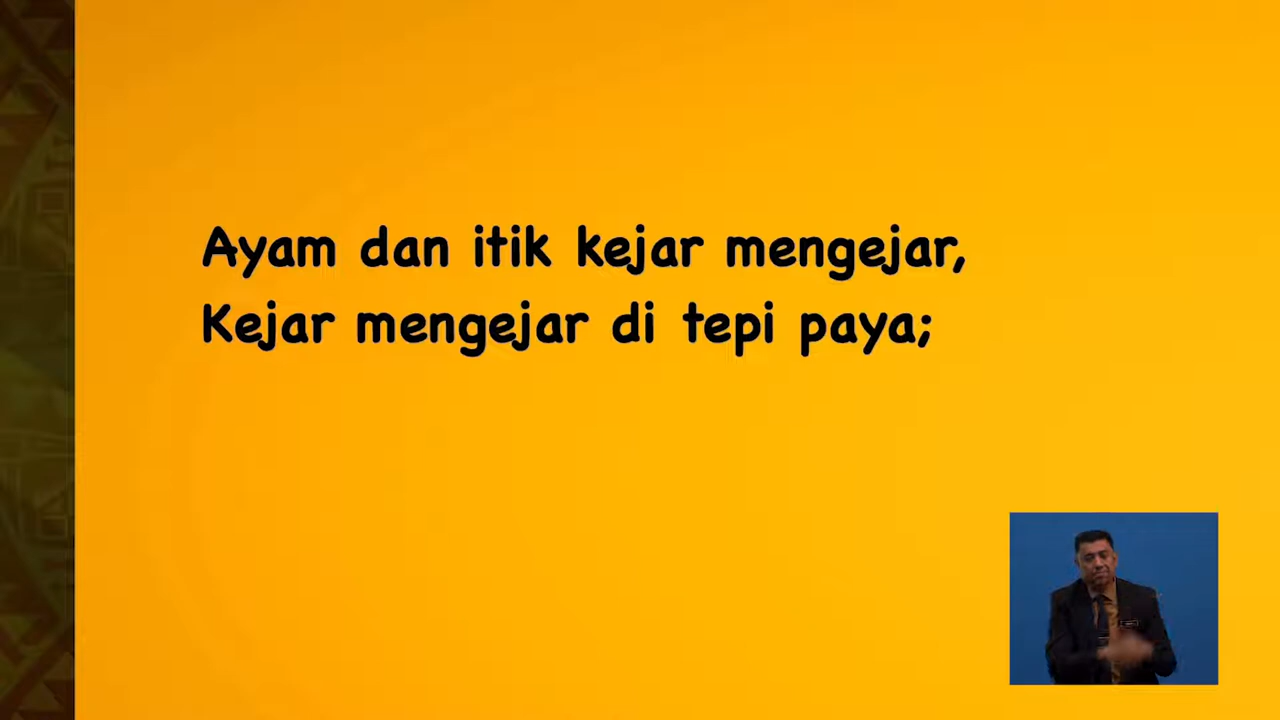 Ayam dan itik kejar mengejar,
Kejar mengejar di tepi paya;